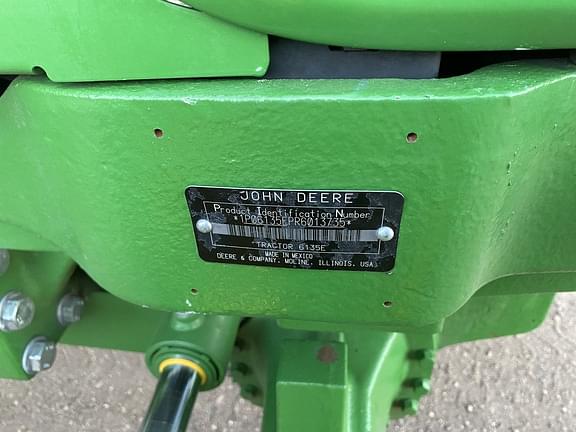 JOHN DEERE
Product Identification Number
*1P06135EPR6013735*
TRACTOR 6135E
MADE IN MEXICO
DEERE & COMPANY, MOLINE, ILLINOIS, USA